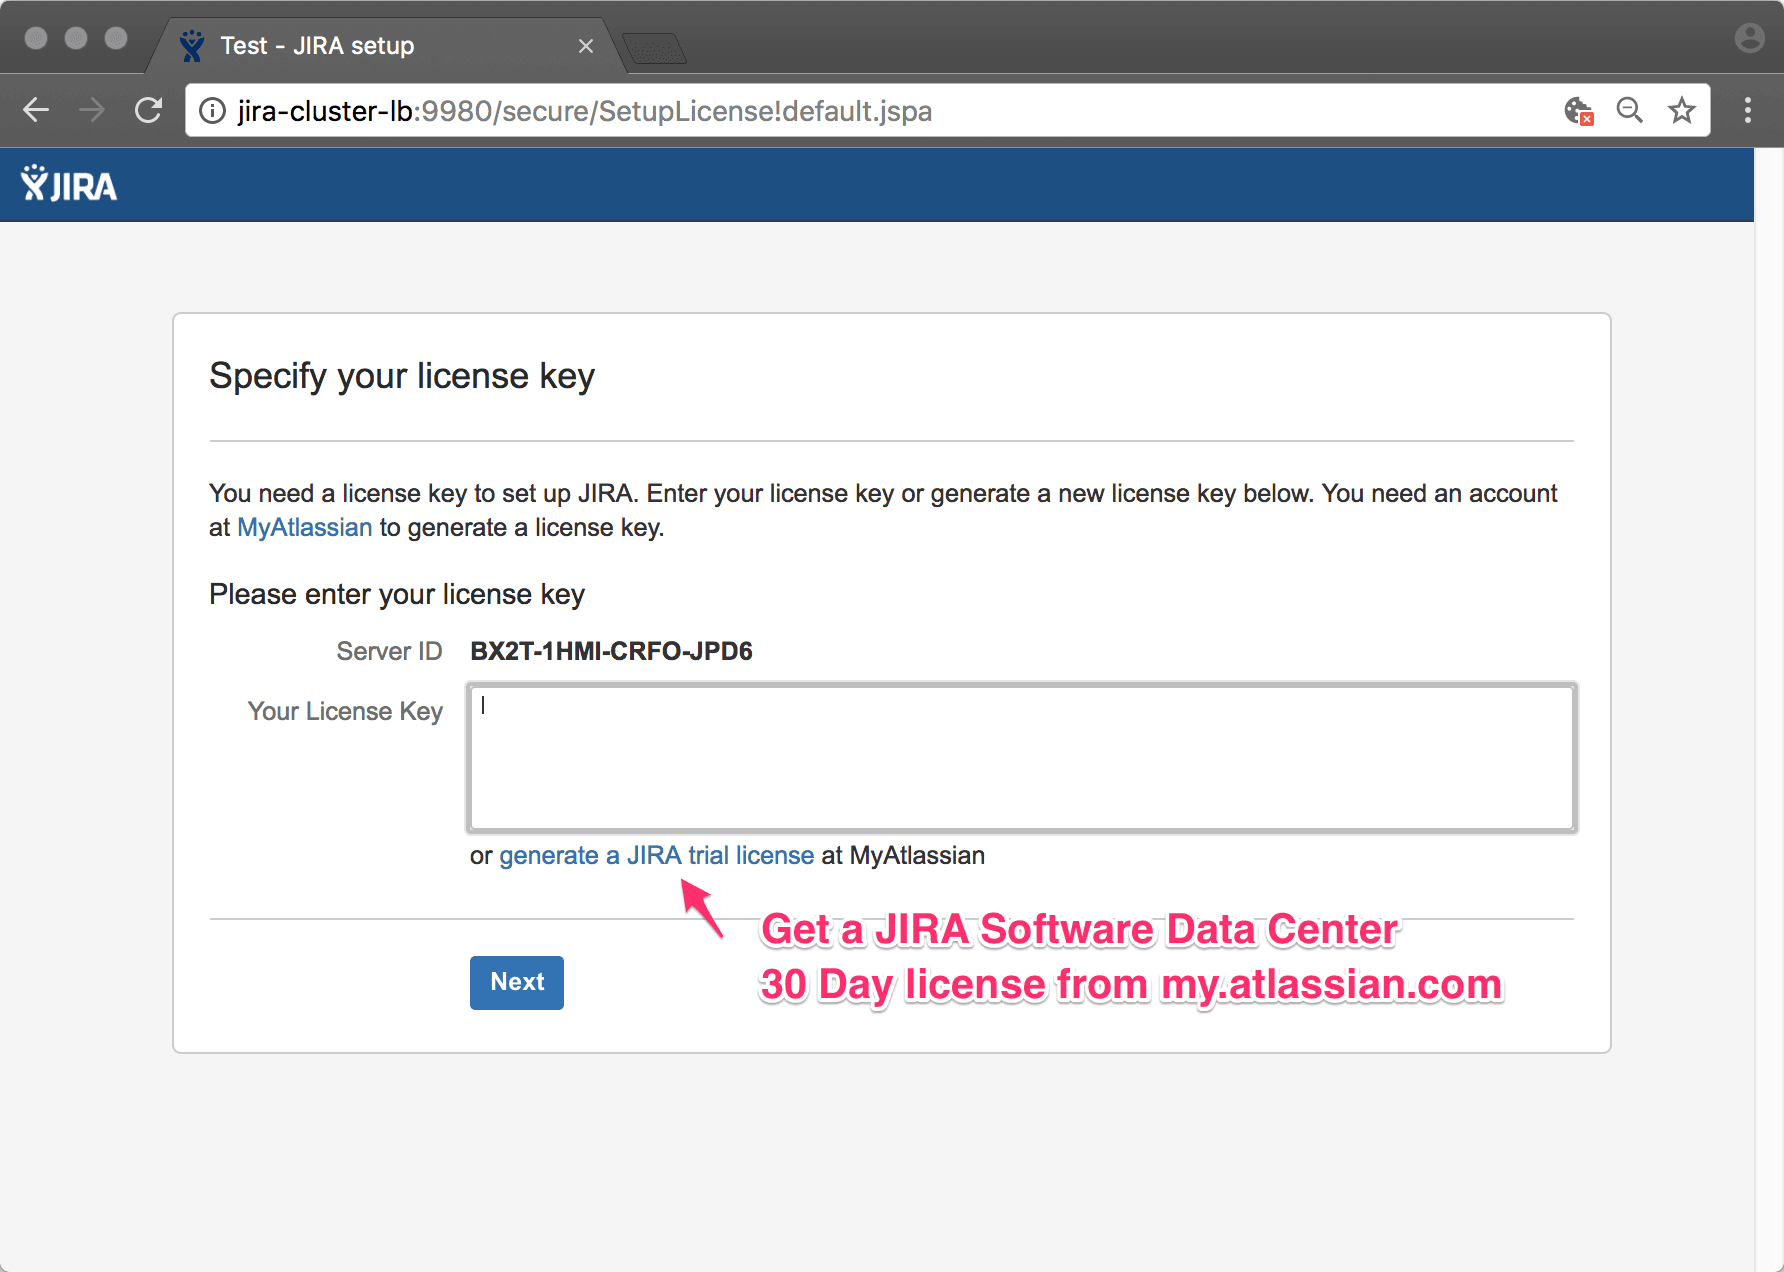 Test - JIRA setup
jira-cluster-lb:9980/secure/SetupLicense!default.jspa
JIRA
Specify your license key
You need a license key to set up JIRA. Enter your license key or generate a new license key below. You need an account
at MyAtlassian to generate a license key.
Please enter your license key
Server ID BX2T-1HMI-CRFO-JPD6
Your License Key
or generate a JIRA trial license at MyAtlassian
Get a JIRA Software Data Center
30 Day license from my.atlassian.com
Next